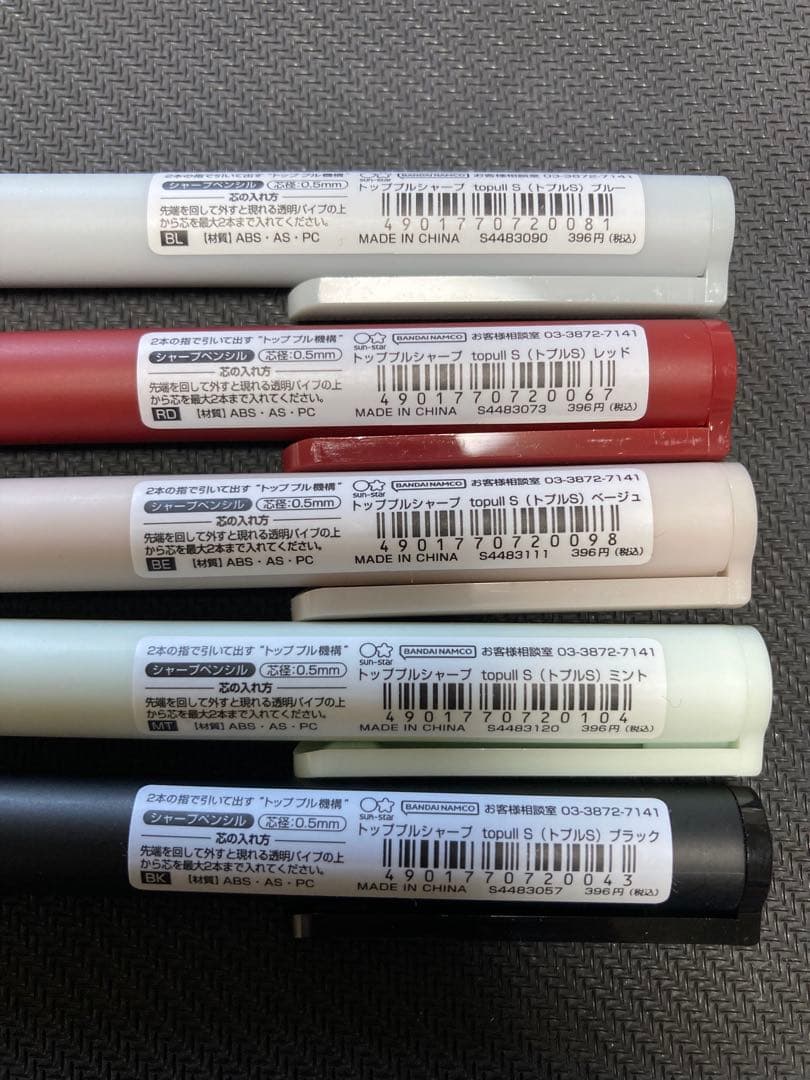 2本の指で引いて出す "トッププル機構"
シャープペンシル 芯径:0.5mm
芯の入れ方
先端を回して外すと現れる透明パイプの上
から芯を最大2本まで入れてください。
BL 【材質】ABS・AS・PC
sun-star BANDAI NAMCO お客様相談室 03-3872-7141
トッププルシャープ topull S（トプルS）ブルー
4901770720081
MADE IN CHINA S4483090 396円（税込）
2本の指で引いて出す "トッププル機構"
シャープペンシル 芯径:0.5mm
芯の入れ方
先端を回して外すと現れる透明パイプの上
から芯を最大2本まで入れてください。
RD 【材質】ABS・AS・PC
sun-star BANDAI NAMCO お客様相談室 03-3872-7141
トッププルシャープ topull S（トプルS）レッド
4901770720067
MADE IN CHINA S4483073 396円（税込）
2本の指で引いて出す "トッププル機構"
シャープペンシル 芯径:0.5mm
芯の入れ方
先端を回して外すと現れる透明パイプの上
から芯を最大2本まで入れてください。
BE 【材質】ABS・AS・PC
sun-star BANDAI NAMCO お客様相談室 03-3872-7141
トッププルシャープ topull S（トプルS）ベージュ
4901770720098
MADE IN CHINA S4483111 396円（税込）
2本の指で引いて出す "トッププル機構"
シャープペンシル 芯径:0.5mm
芯の入れ方
先端を回して外すと現れる透明パイプの上
から芯を最大2本まで入れてください。
MT 【材質】ABS・AS・PC
sun-star BANDAI NAMCO お客様相談室 03-3872-7141
トッププルシャープ topull S（トプルS）ミント
4901770720104
MADE IN CHINA S4483120 396円（税込）
2本の指で引いて出す "トッププル機構"
シャープペンシル 芯径:0.5mm
芯の入れ方
先端を回して外すと現れる透明パイプの上
から芯を最大2本まで入れてください。
BK 【材質】ABS・AS・PC
sun-star BANDAI NAMCO お客様相談室 03-3872-7141
トッププルシャープ topull S（トプルS）ブラック
4901770720043
MADE IN CHINA S4483057 396円（税込）